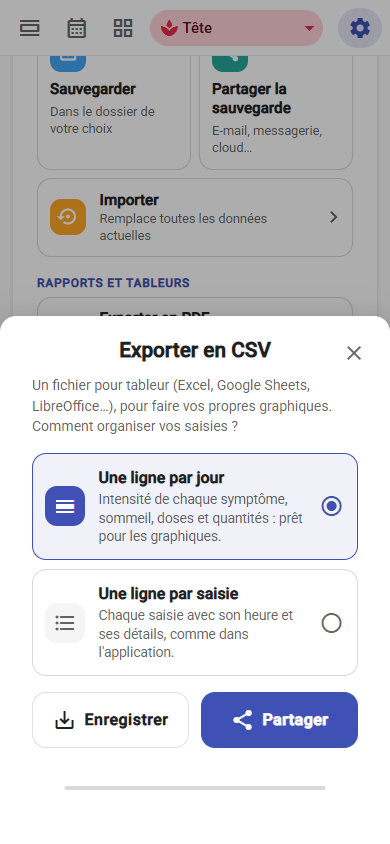 Tête
Sauvegarder
Dans le dossier de
votre choix
Partager la
sauvegarde
E-mail, messagerie,
cloud…
Importer
Remplace toutes les données
actuelles
RAPPORTS ET TABLEURS
Exporter en PDF
Exporter en CSV
Un fichier pour tableur (Excel, Google Sheets,
LibreOffice…), pour faire vos propres graphiques.
Comment organiser vos saisies ?
Une ligne par jour
Intensité de chaque symptôme,
sommeil, doses et quantités : prêt
pour les graphiques.
Une ligne par saisie
Chaque saisie avec son heure et
ses détails, comme dans
l'application.
Enregistrer
Partager